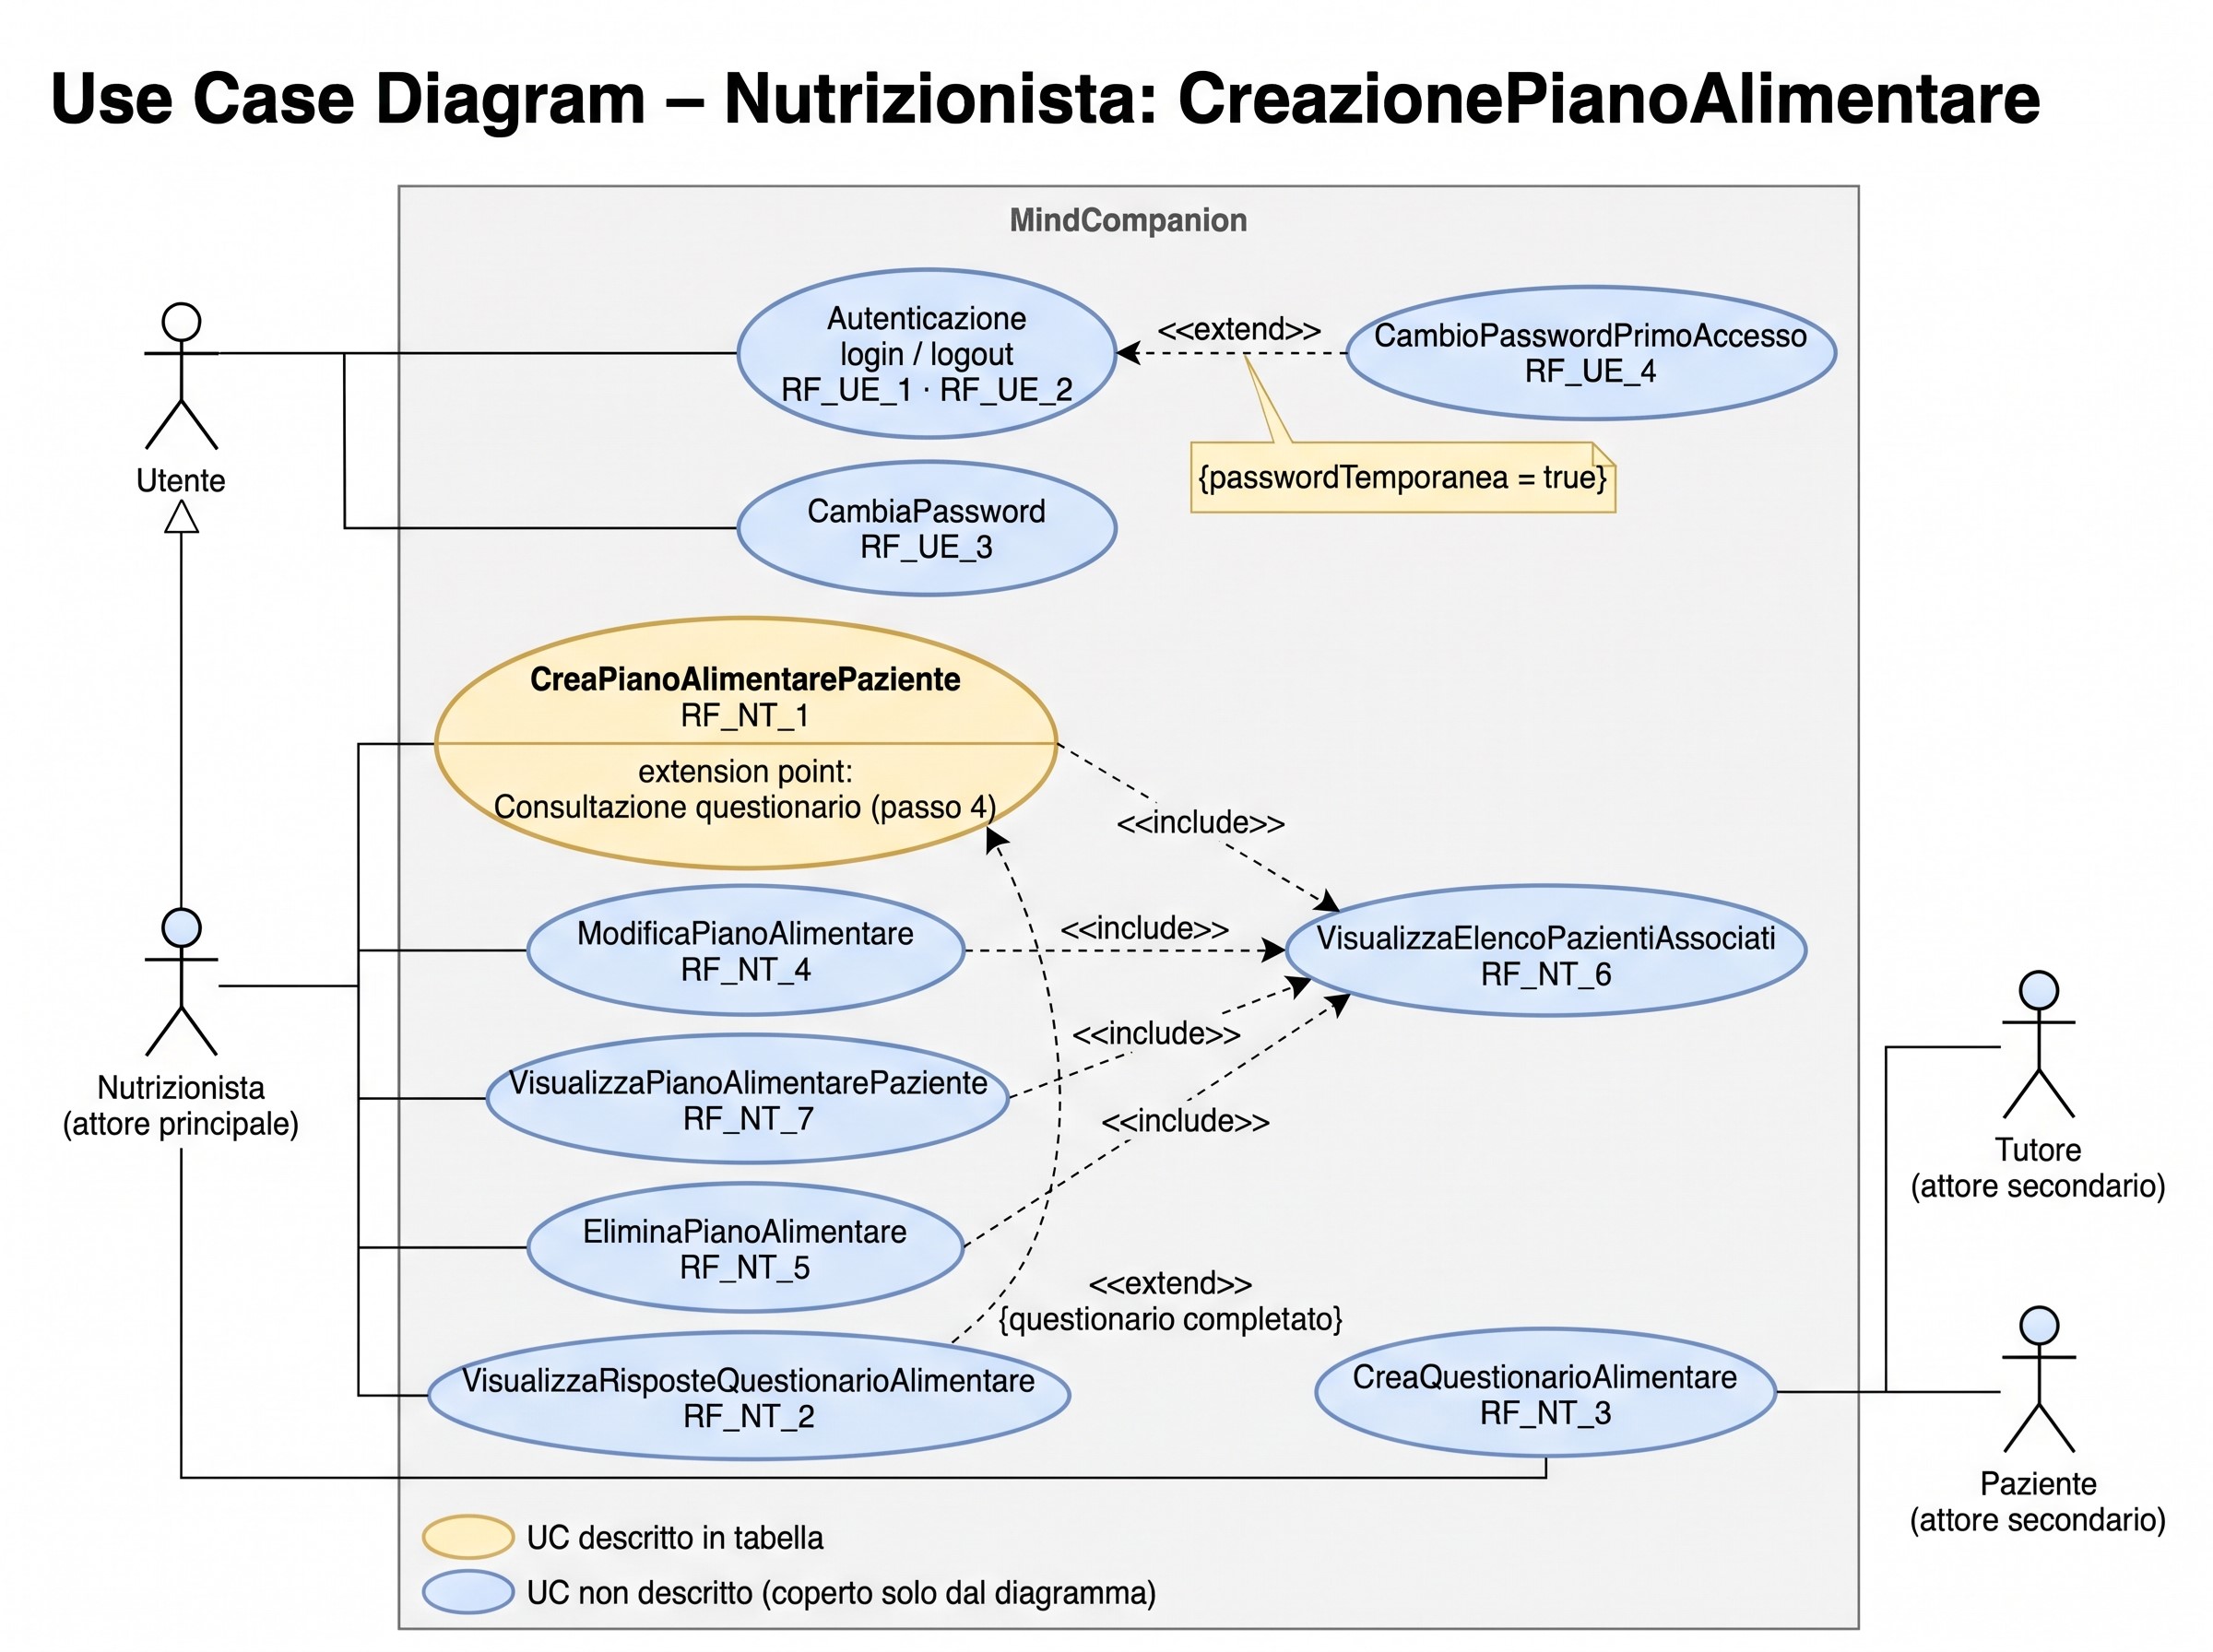 Use Case Diagram – Nutrizionista: CreazionePianoAlimentare
MindCompanion
Autenticazione
login / logout
RF_UE_1 · RF_UE_2
<<extend>>
CambioPasswordPrimoAccesso
RF_UE_4
{passwordTemporanea = true}
Utente
CambiaPassword
RF_UE_3
CreaPianoAlimentarePaziente
RF_NT_1
extension point:
Consultazione questionario (passo 4)
<<include>>
ModificaPianoAlimentare
RF_NT_4
<<include>>
VisualizzaElencoPazientiAssociati
RF_NT_6
<<include>>
VisualizzaPianoAlimentarePaziente
RF_NT_7
Nutrizionista
(attore principale)
<<include>>
Tutore
(attore secondario)
EliminaPianoAlimentare
RF_NT_5
<<extend>>
{questionario completato}
VisualizzaRisposteQuestionarioAlimentare
RF_NT_2
CreaQuestionarioAlimentare
RF_NT_3
Paziente
(attore secondario)
UC descritto in tabella
UC non descritto (coperto solo dal diagramma)